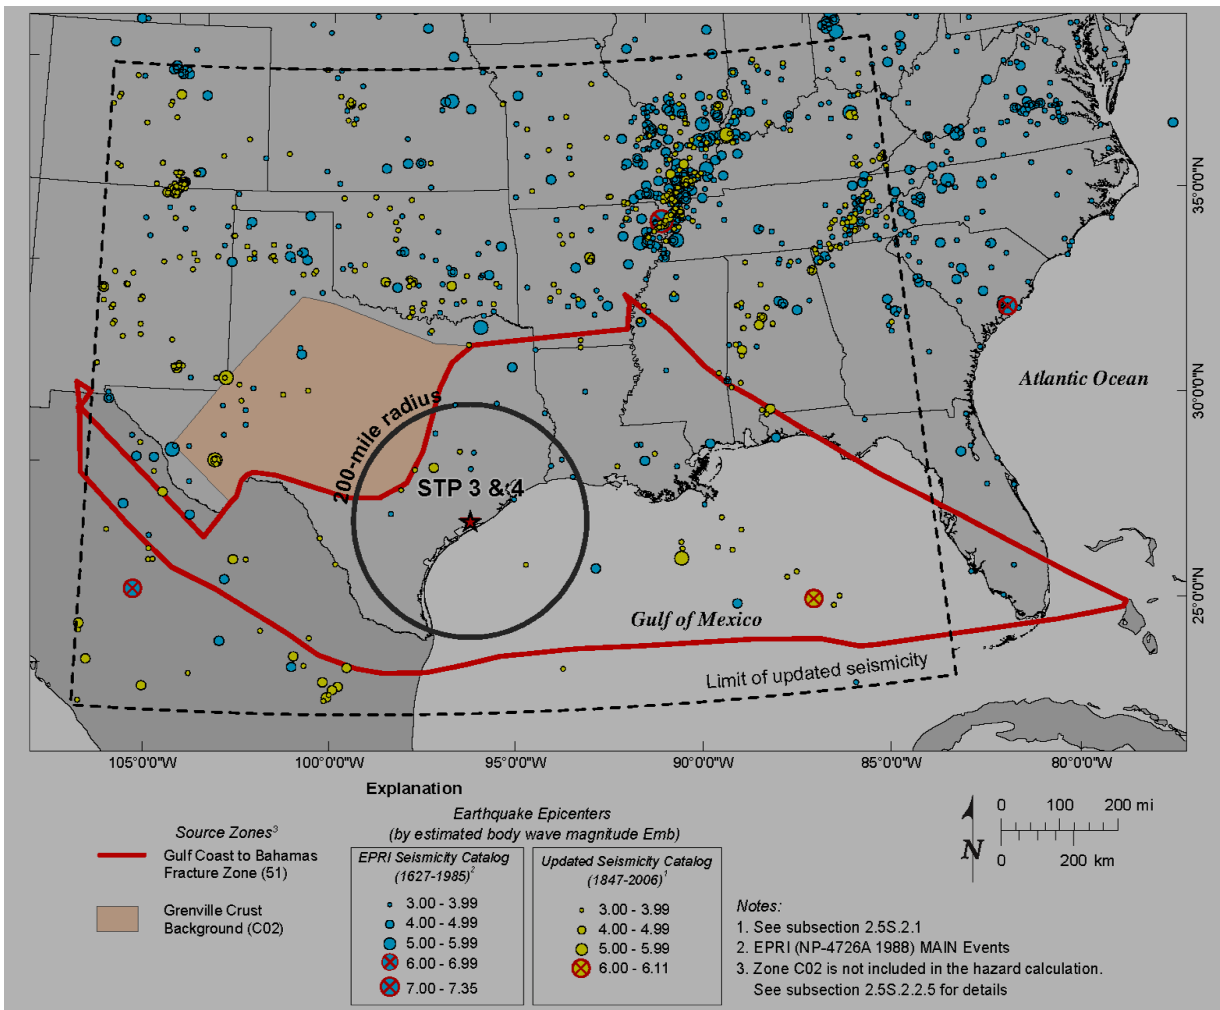 35°0'0"N
Atlantic Ocean
30°0'0"N
200-mile radius
STP 3 & 4
25°0'0"N
Gulf of Mexico
Limit of updated seismicity
105°0'0"W
100°0'0"W
95°0'0"W
90°0'0"W
85°0'0"W
80°0'0"W
Explanation
Source Zones3
Gulf Coast to Bahamas
Fracture Zone (51)
Grenville Crust
Background (C02)
Earthquake Epicenters
(by estimated body wave magnitude Emb)
EPRI Seismicity Catalog
(1627-1985)2
3.00 - 3.99
4.00 - 4.99
5.00 - 5.99
6.00 - 6.99
7.00 - 7.35
Updated Seismicity Catalog
(1847-2006)1
3.00 - 3.99
4.00 - 4.99
5.00 - 5.99
6.00 - 6.11
N
0 100 200 mi
0 200 km
Notes:
1. See subsection 2.5S.2.1
2. EPRI (NP-4726A 1988) MAIN Events
3. Zone C02 is not included in the hazard calculation.
See subsection 2.5S.2.2.5 for details